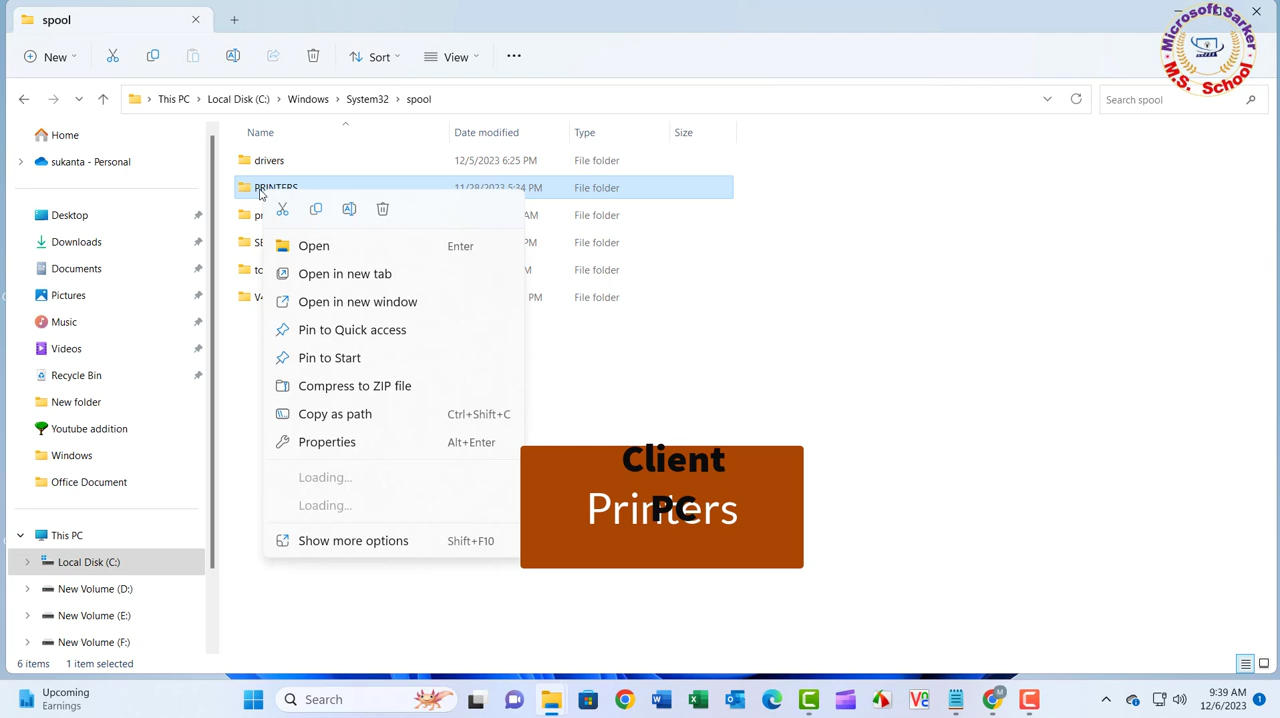 spool
Microsoft Sarker
M.S. School
New
Sort
View
This PC > Local Disk (C:) > Windows > System32 > spool
Search spool
Name
Date modified
Type
Size
Home
sukanta - Personal
Desktop
Downloads
Documents
Pictures
Music
Videos
Recycle Bin
New folder
Youtube addition
Windows
Office Document
This PC
Local Disk (C:)
New Volume (D:)
New Volume (E:)
New Volume (F:)
drivers 12/5/2023 6:25 PM File folder
PRINTERS 11/28/2023 5:34 PM File folder
File folder
PM File folder
File folder
PM File folder
Open Enter
Open in new tab
Open in new window
Pin to Quick access
Pin to Start
Compress to ZIP file
Copy as path Ctrl+Shift+C
Properties Alt+Enter
Loading...
Loading...
Show more options Shift+F10
Client
PC
Printers
6 items 1 item selected
Upcoming
Earnings
Search
9:39 AM
12/6/2023